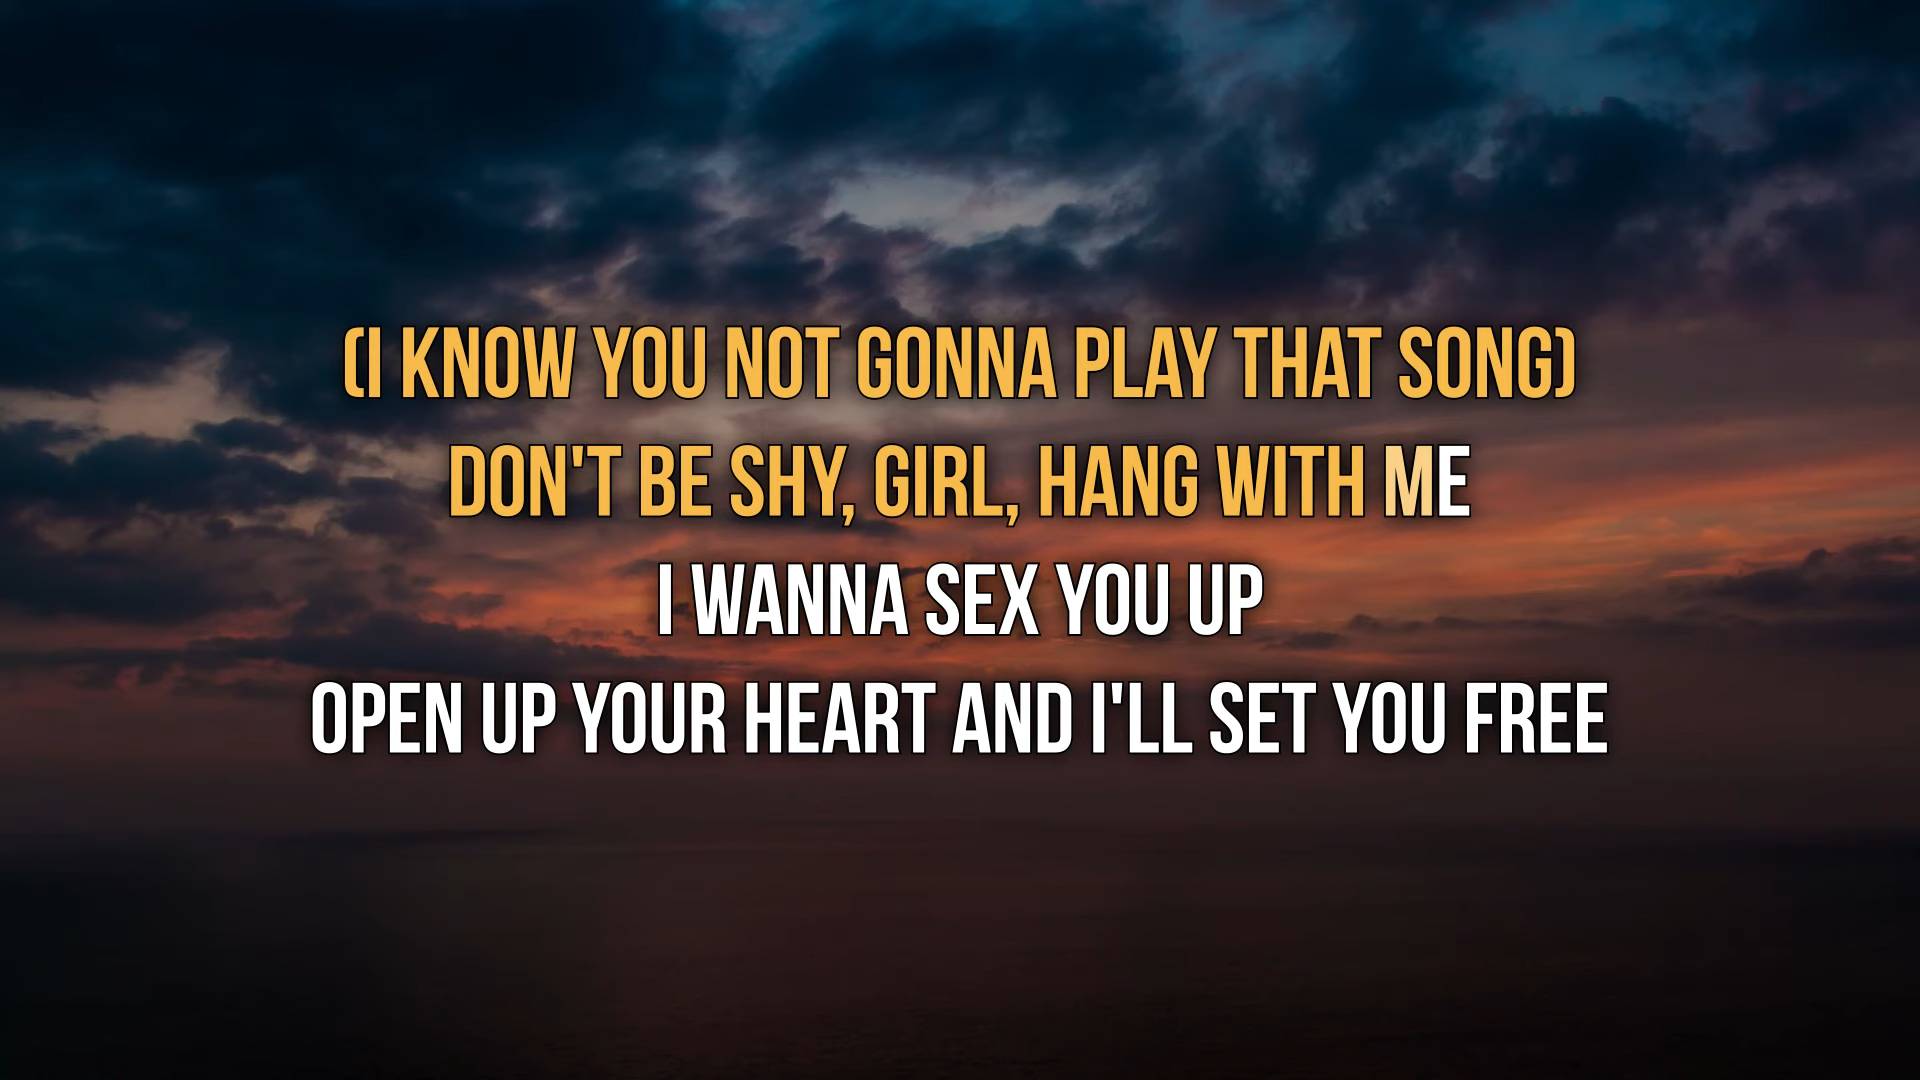 (I KNOW YOU NOT GONNA PLAY THAT SONG)
DON'T BE SHY, GIRL, HANG WITH ME
I WANNA SEX YOU UP
OPEN UP YOUR HEART AND I'LL SET YOU FREE